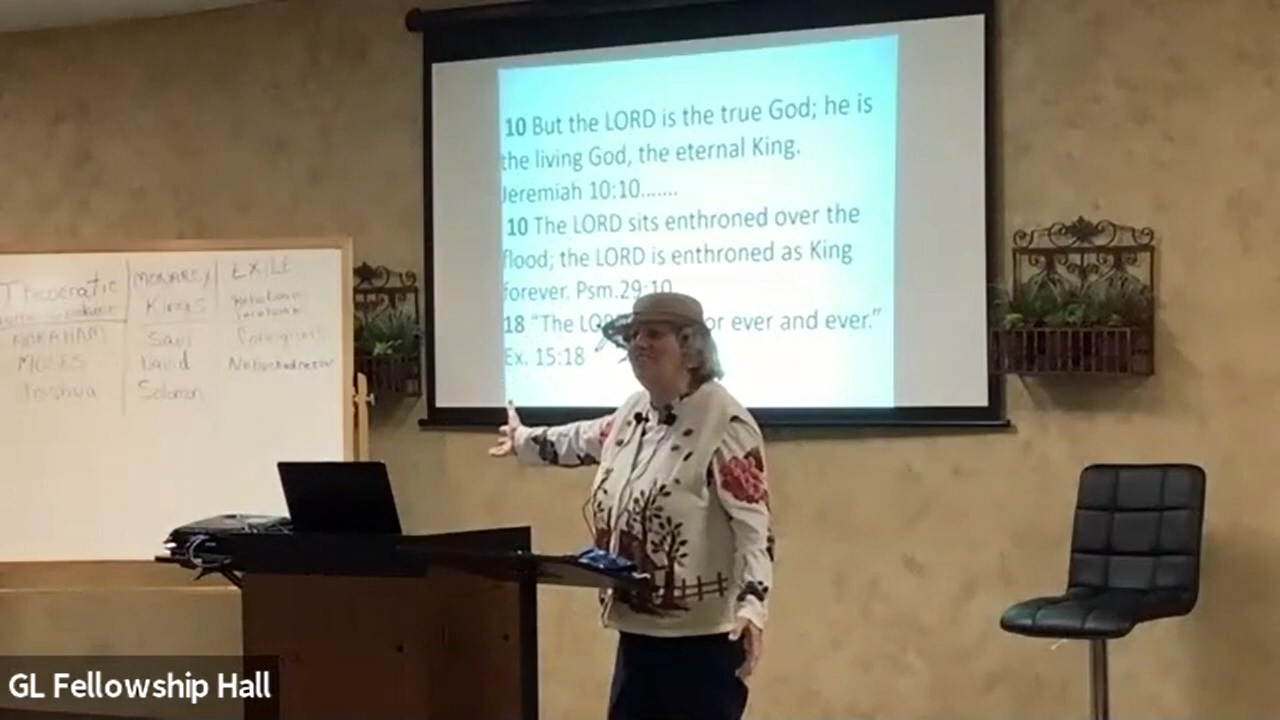 10 But the LORD is the true God; he is
the living God, the eternal King.
Jeremiah 10:10.......
10 The LORD sits enthroned over the
flood; the LORD is enthroned as King
forever. Psm.29:10
18 “The LO or ever and ever.”
Ex. 15:18
Theocratic MONARCY EXILE
Kings
ABRAHAM Saul
MOSES David
Joshua Solomon
GL Fellowship Hall